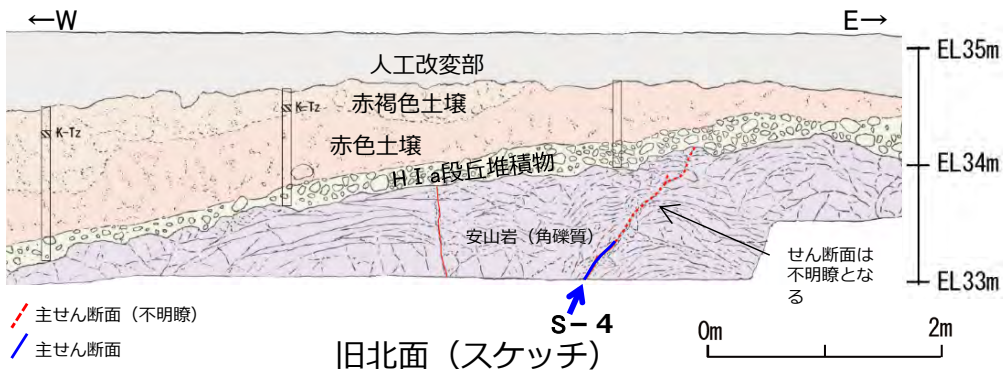 ←W
E→
EL35m
人工改変部
K-Tz
赤褐色土壌
K-Tz
赤色土壌
EL34m
HⅠa段丘堆積物
安山岩（角礫質）
せん断面は
不明瞭とな
る
EL33m
主せん断面（不明瞭）
主せん断面
S－4
旧北面（スケッチ）
0m
2m